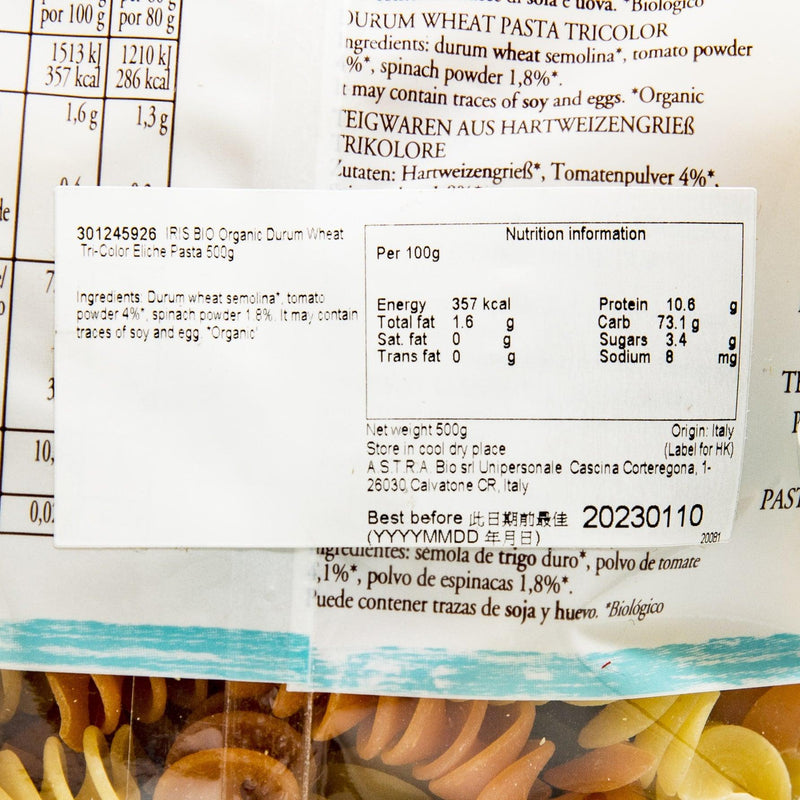 di soia e uova. *Biologico
por 100 g por 80 g
1513 kJ 1210 kJ
357 kcal 286 kcal
1,6 g 1,3 g
DURUM WHEAT PASTA TRICOLOR
ngredients: durum wheat semolina*, tomato powder
%*, spinach powder 1,8%*.
t may contain traces of soy and eggs. *Organic
TEIGWAREN AUS HARTWEIZENGRIEß
TRIKOLORE
Zutaten: Hartweizengrieß*, Tomatenpulver 4%*,
301245926 IRIS BIO Organic Durum Wheat
Tri-Color Eliche Pasta 500g
Ingredients: Durum wheat semolina*, tomato
powder 4%*, spinach powder 1.8%. It may contain
traces of soy and egg. *Organic'
Nutrition information
Per 100g
Energy 357 kcal Protein 10.6 g
Total fat 1.6 g Carb 73.1 g
Sat. fat 0 g Sugars 3.4 g
Trans fat 0 g Sodium 8 mg
Net weight 500g Origin: Italy
Store in cool dry place (Label for HK)
A.S.T.R.A. Bio srl Unipersonale Cascina Corteregona, 1-
26030, Calvatone CR, Italy
Best before 此日期前最佳 20230110
(YYYYMMDD 年月日) 20081
7
3
10,
0,0
PAST
ngredientes: sémola de trigo duro*, polvo de tomate
,1%*, polvo de espinacas 1,8%*.
Puede contener trazas de soja y huevo. *Biológico